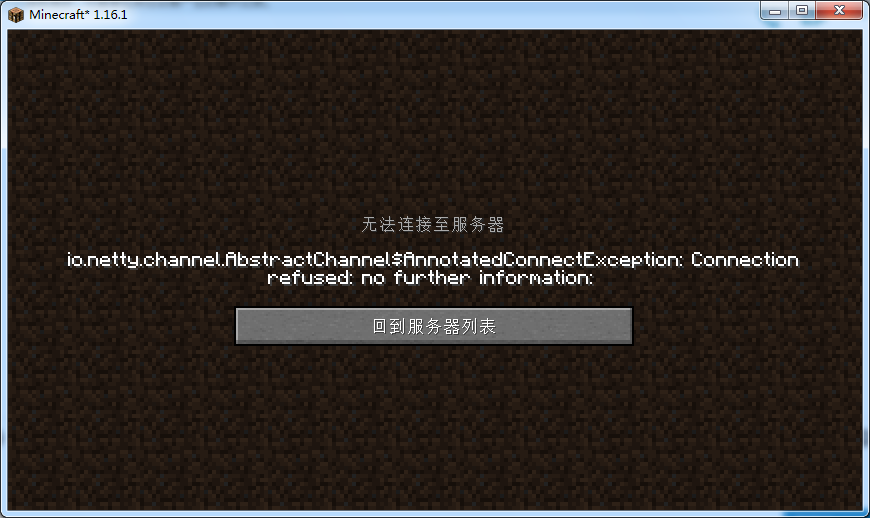 Minecraft* 1.16.1
无法连接至服务器
io.netty.channel.AbstractChannel$AnnotatedConnectException: Connection
refused: no further information:
回到服务器列表